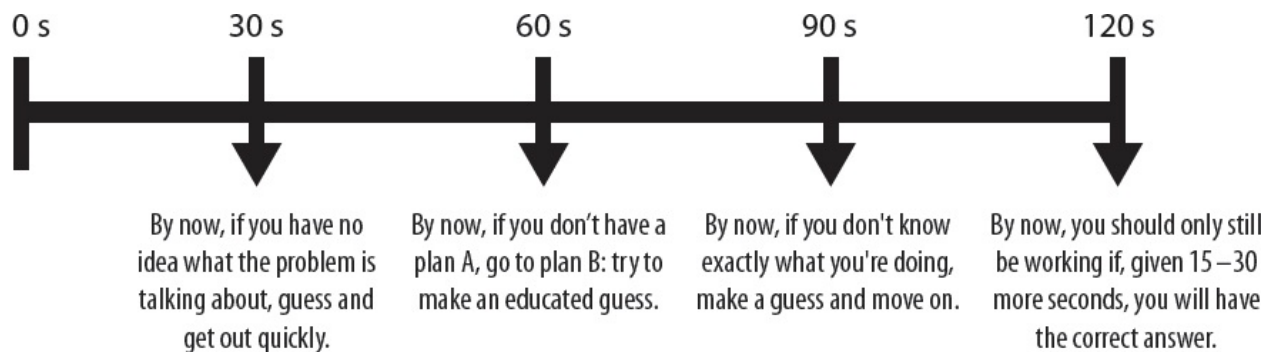 0 s 30 s 60 s 90 s 120 s
By now, if you have no
idea what the problem is
talking about, guess and
get out quickly.
By now, if you don‘t have a
plan A, go to plan B: try to
make an educated guess.
By now, if you don't know
exactly what you're doing,
make a guess and move on.
By now, you should only still
be working if, given 15–30
more seconds, you will have
the correct answer.